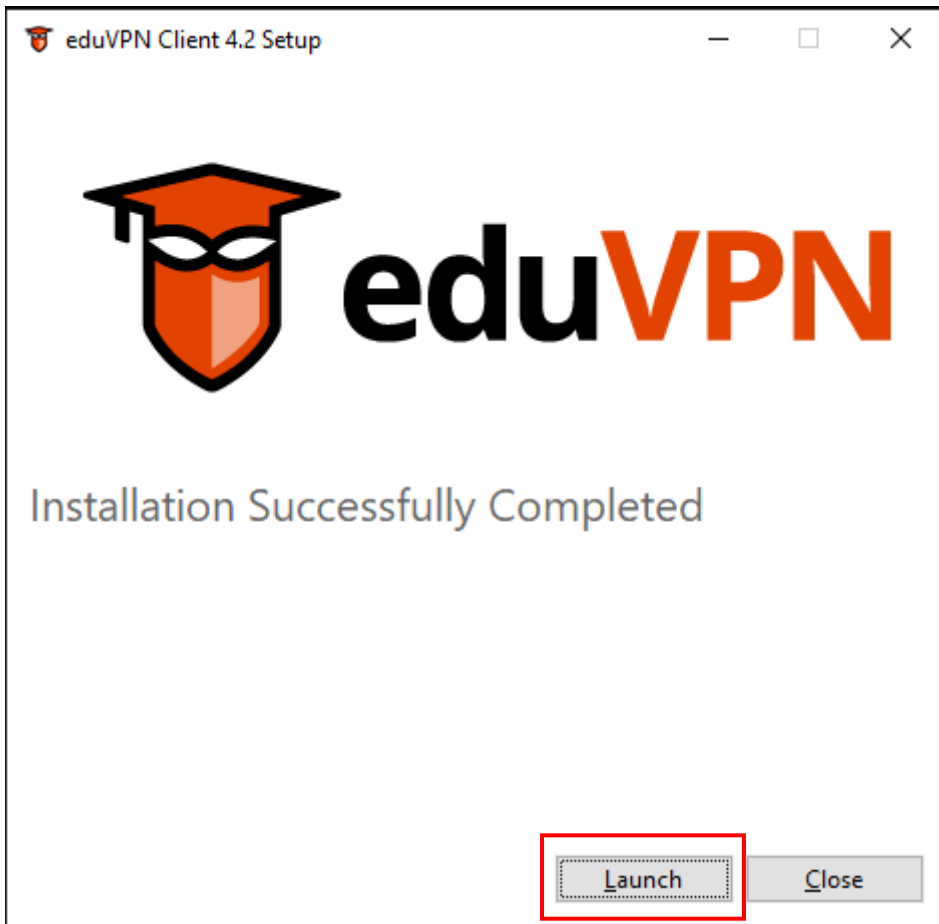 eduVPN Client 4.2 Setup
eduVPN
Installation Successfully Completed
Launch
Close